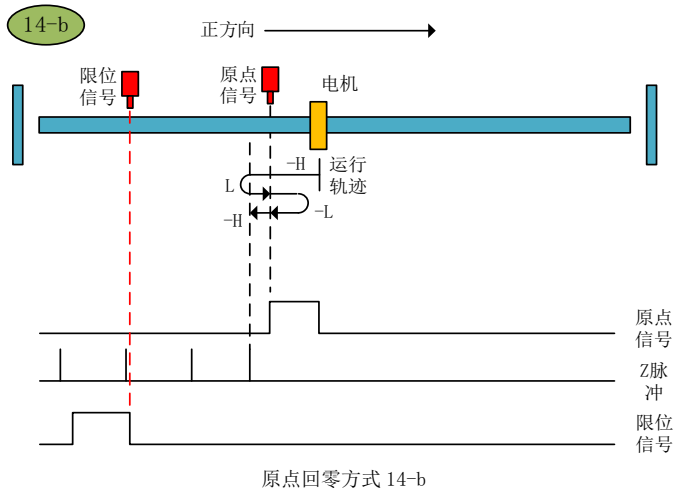 14-b
正方向
限位
信号
原点
信号
电机
-H
运行
轨迹
L
-L
-H
原点
信号
Z脉
冲
限位
信号
原点回零方式 14-b